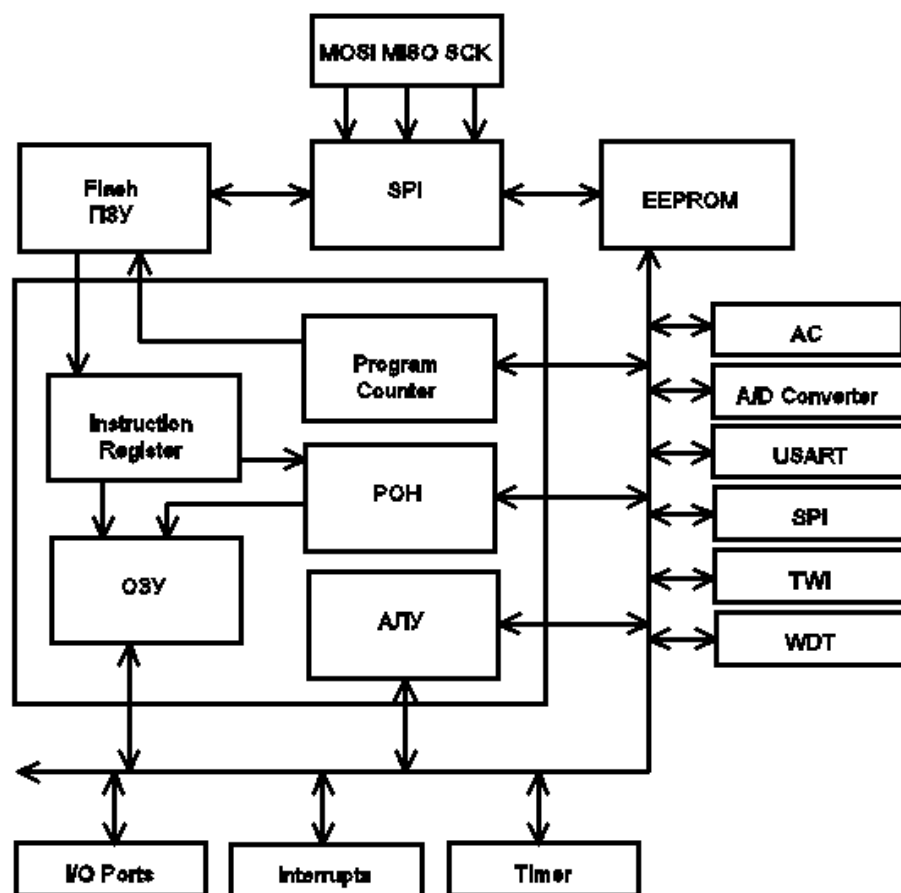 MOSI MISO SCK
Flash
ПЗУ
SPI
EEPROM
Program
Counter
AC
A/D Converter
Instruction
Register
USART
РОН
SPI
ОЗУ
АЛУ
TWI
WDT
I/O Ports
Interrupts
Timer